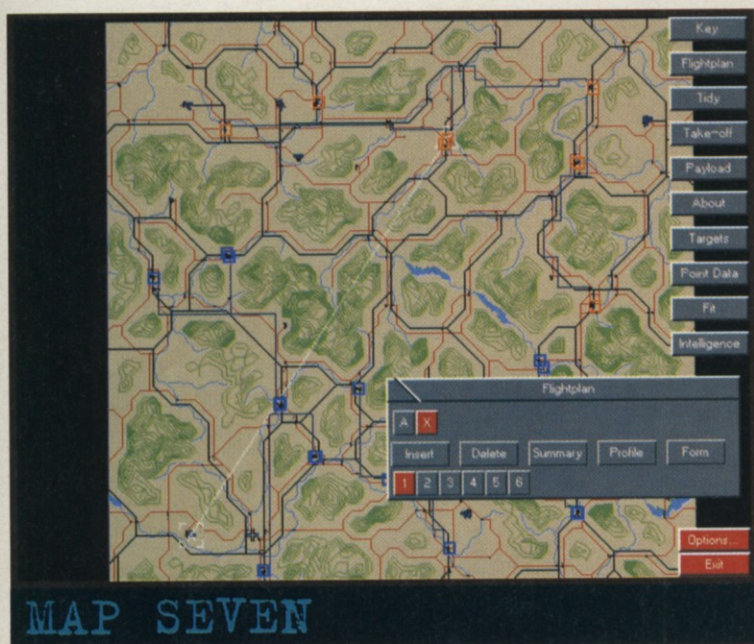 Key
Flightplan
Tidy
Take-off
Payload
About
Targets
Point Data
Fit
Intelligence
Flightplan
A X
Insert Delete Summary Profile Form
1 2 3 4 5 6
Options...
Exit
MAP SEVEN